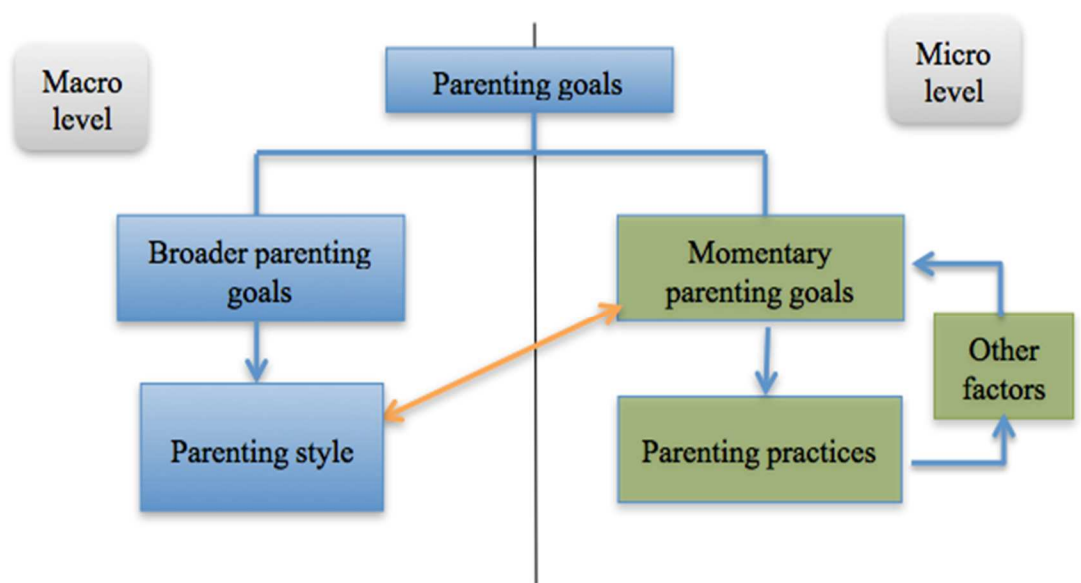 Macro
level
Parenting goals
Micro
level
Broader parenting
goals
Momentary
parenting goals
Other
factors
Parenting style
Parenting practices